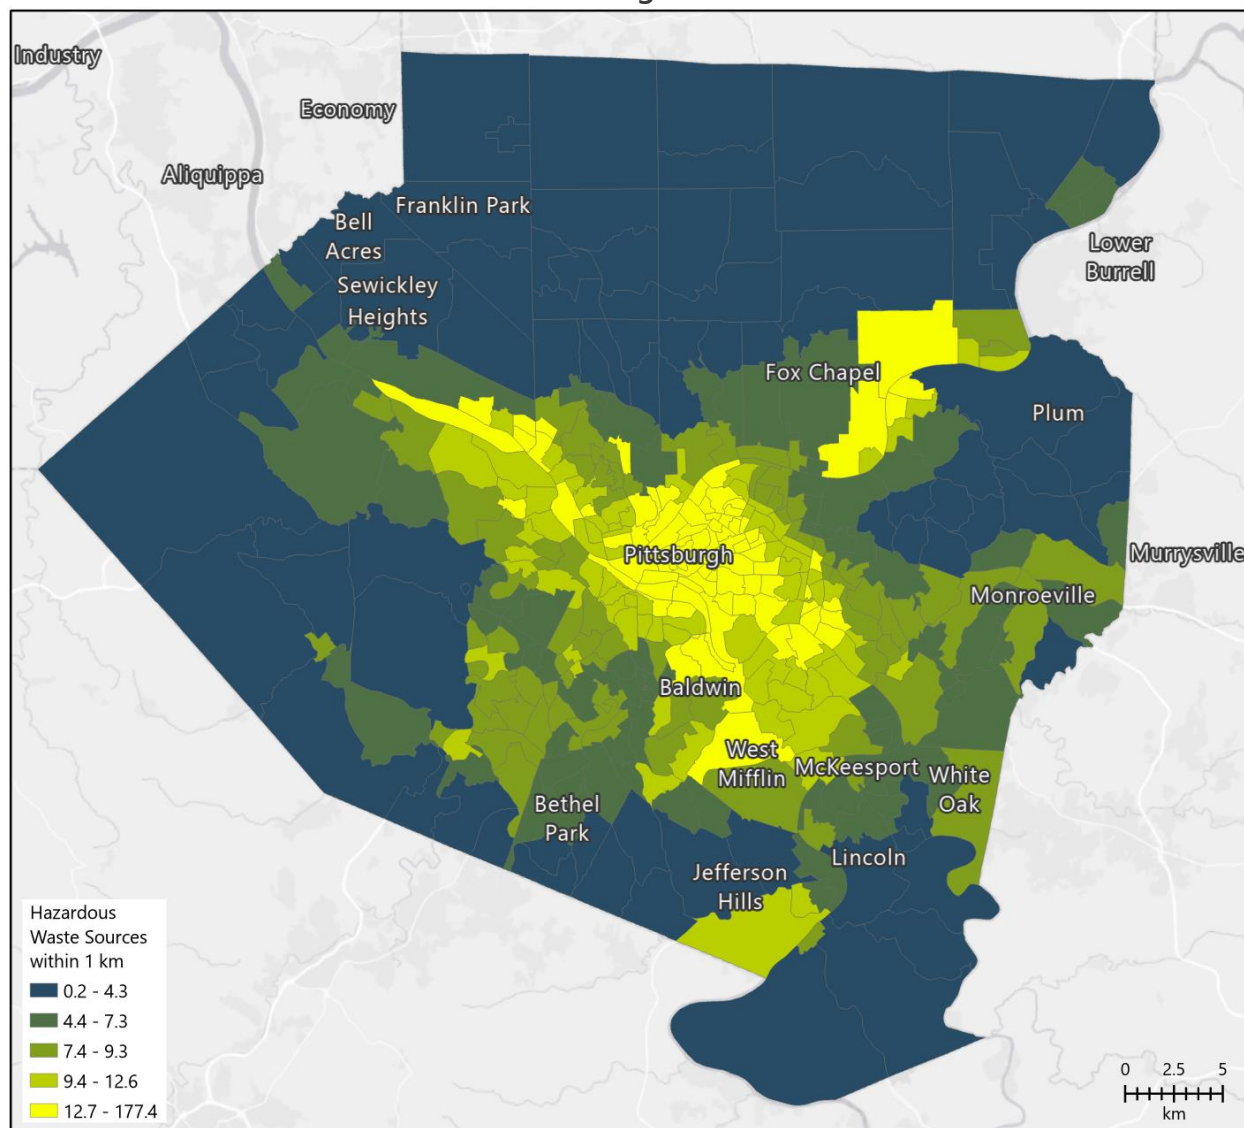 Industry
Economy
Aliquippa
Franklin Park
Bell
Acres
Sewickley
Heights
Lower
Burrell
Fox Chapel
Plum
Pittsburgh
Murrysville
Monroeville
Baldwin
West
Mifflin
McKeesport
White
Oak
Bethel
Park
Lincoln
Jefferson
Hills
Hazardous
Waste Sources
within 1 km
0.2 - 4.3
4.4 - 7.3
7.4 - 9.3
9.4 - 12.6
12.7 - 177.4
0 2.5 5
km